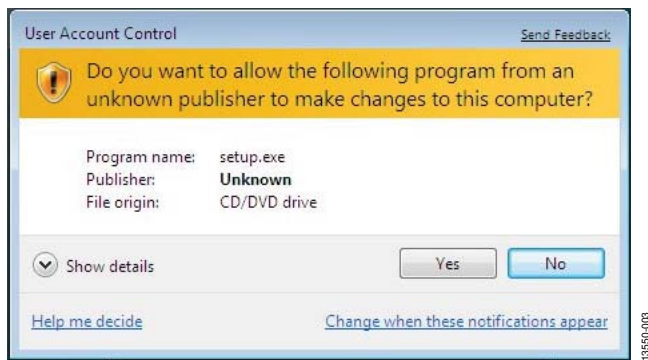 User Account Control
Send Feedback
Do you want to allow the following program from an
unknown publisher to make changes to this computer?
Program name: setup.exe
Publisher: Unknown
File origin: CD/DVD drive
Show details
Yes
No
Help me decide
Change when these notifications appear
13550-003